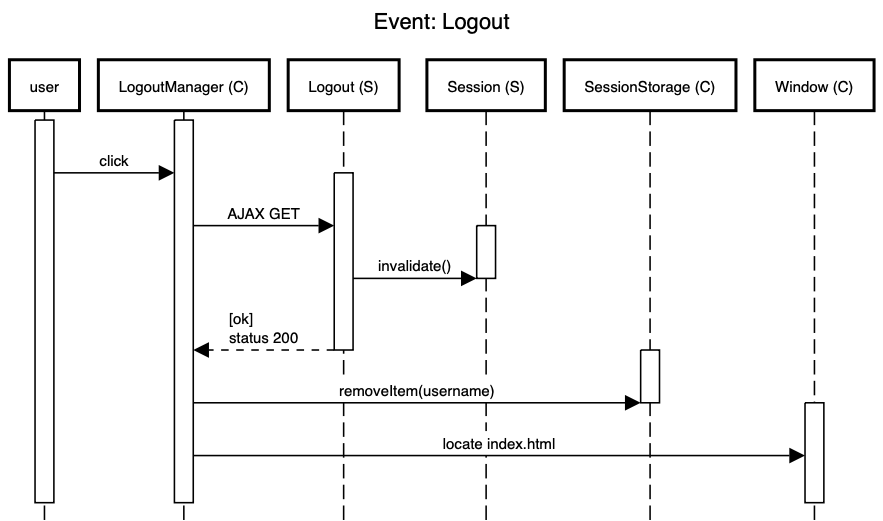 Event: Logout
user
LogoutManager (C)
Logout (S)
Session (S)
SessionStorage (C)
Window (C)
click
AJAX GET
invalidate()
[ok]
status 200
removeItem(username)
locate index.html